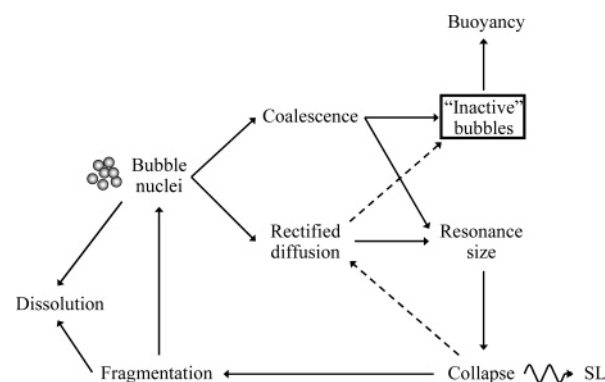 Buoyancy
“Inactive”
bubbles
Coalescence
Bubble
nuclei
Rectified
diffusion
Resonance
size
Dissolution
Fragmentation
Collapse
SL